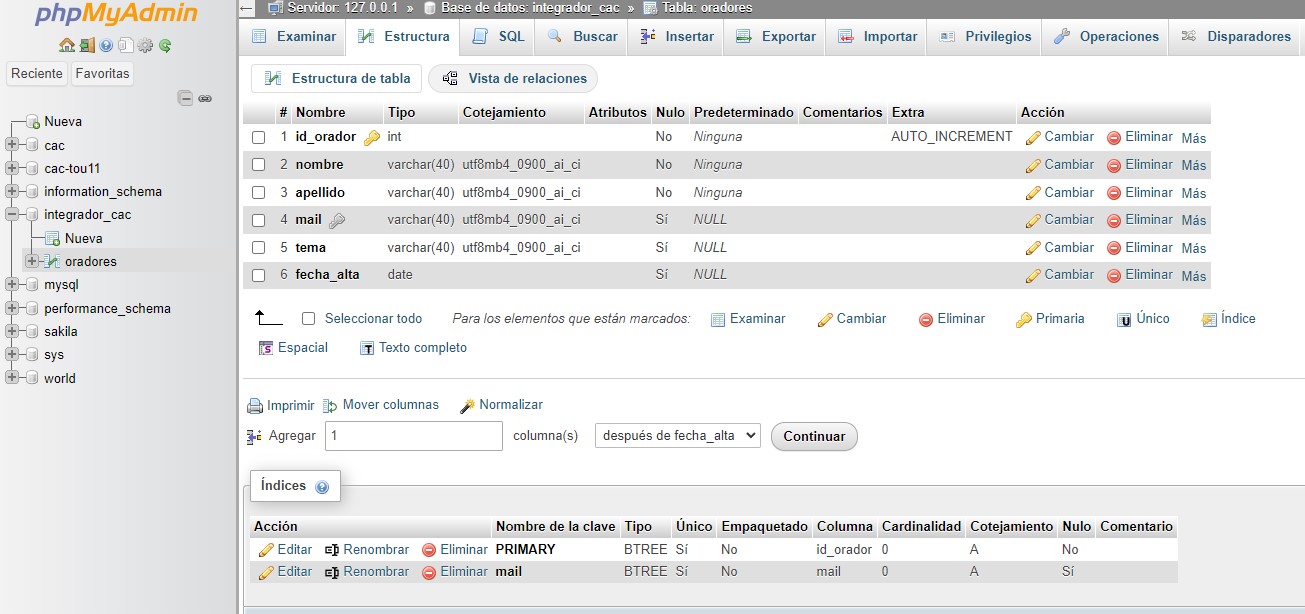 phpMyAdmin
Reciente Favoritas
Nueva
cac
cac-tou11
information_schema
integrador_cac
Nueva
oradores
mysql
performance_schema
sakila
sys
world
Servidor: 127.0.0.1 » Base de datos: integrador_cac » Tabla: oradores
Examinar Estructura SQL Buscar Insertar Exportar Importar Privilegios Operaciones Disparadores
Estructura de tabla Vista de relaciones
# Nombre Tipo Cotejamiento Atributos Nulo Predeterminado Comentarios Extra Acción
1 id_orador int No Ninguna AUTO_INCREMENT Cambiar Eliminar Más
2 nombre varchar(40) utf8mb4_0900_ai_ci No Ninguna Cambiar Eliminar Más
3 apellido varchar(40) utf8mb4_0900_ai_ci No Ninguna Cambiar Eliminar Más
4 mail varchar(40) utf8mb4_0900_ai_ci Sí NULL Cambiar Eliminar Más
5 tema varchar(40) utf8mb4_0900_ai_ci Sí NULL Cambiar Eliminar Más
6 fecha_alta date Sí NULL Cambiar Eliminar Más
Seleccionar todo Para los elementos que están marcados: Examinar Cambiar Eliminar Primaria Único Índice
Espacial Texto completo
Imprimir Mover columnas Normalizar
Agregar 1 columna(s) después de fecha_alta Continuar
Índices
Acción Nombre de la clave Tipo Único Empaquetado Columna Cardinalidad Cotejamiento Nulo Comentario
Editar Renombrar Eliminar PRIMARY BTREE Sí No id_orador 0 A No
Editar Renombrar Eliminar mail BTREE Sí No mail 0 A Sí